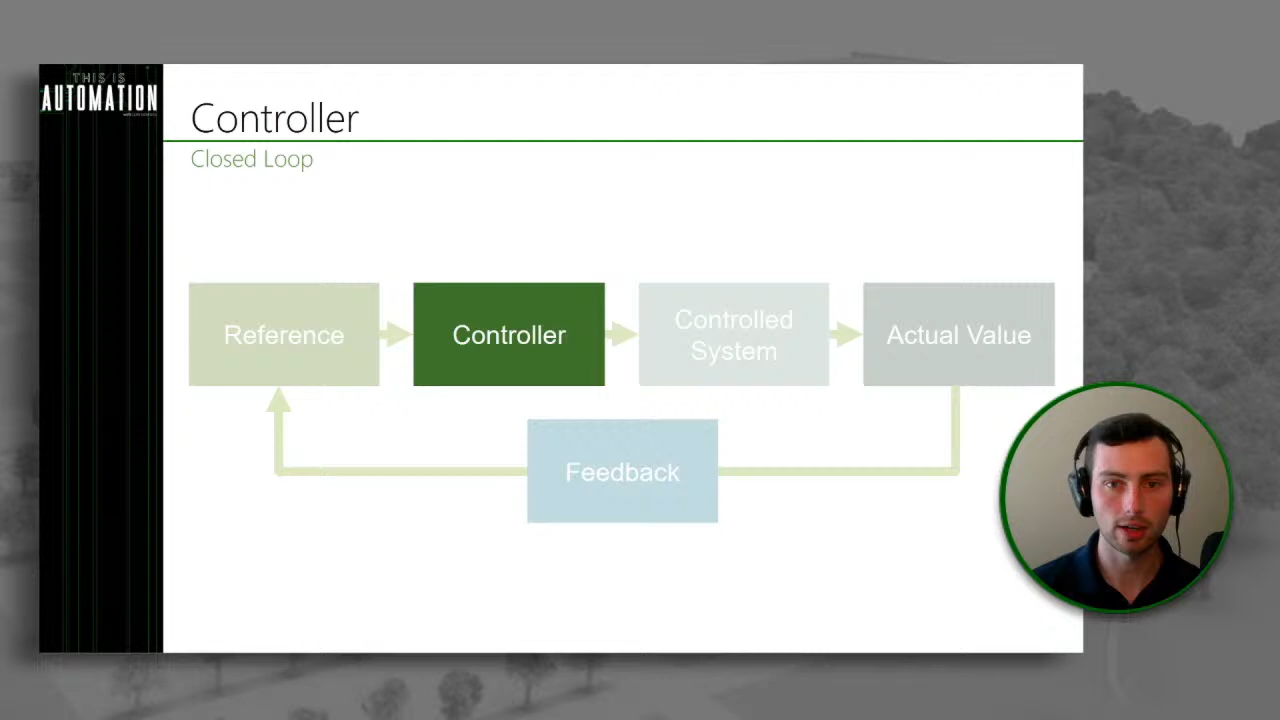 THIS IS
AUTOMATION
Controller
Closed Loop
Reference
Controller
Controlled
System
Actual Value
Feedback